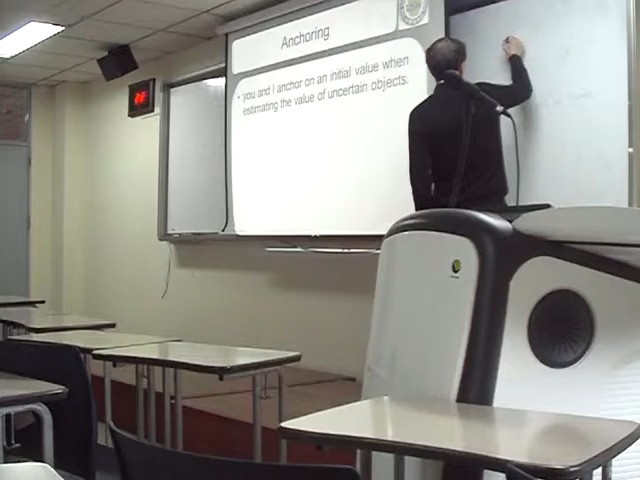 Anchoring
• you and I anchor on an initial value when
estimating the value of uncertain objects.